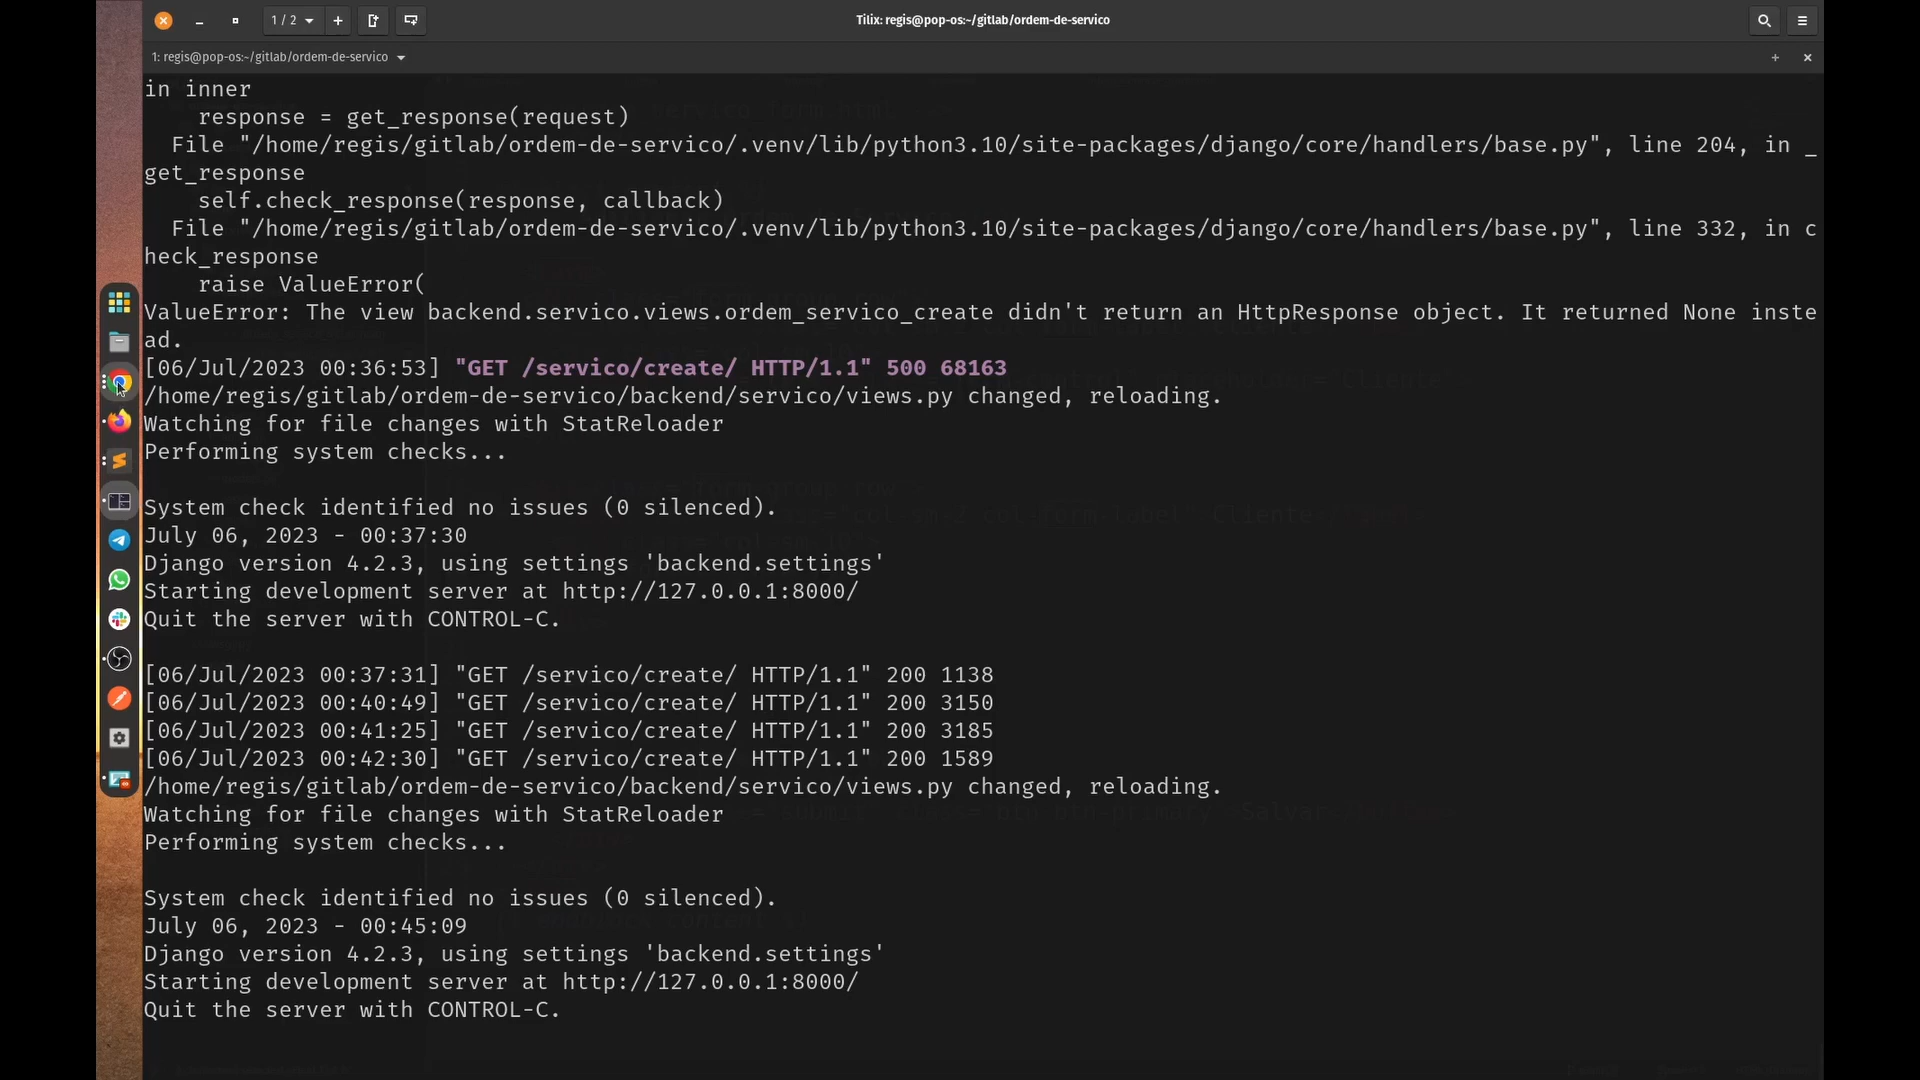 1 / 2
Tilix: regis@pop-os:~/gitlab/ordem-de-servico
1: regis@pop-os:~/gitlab/ordem-de-servico
in inner
    response = get_response(request)
  File "/home/regis/gitlab/ordem-de-servico/.venv/lib/python3.10/site-packages/django/core/handlers/base.py", line 204, in _
get_response
    self.check_response(response, callback)
  File "/home/regis/gitlab/ordem-de-servico/.venv/lib/python3.10/site-packages/django/core/handlers/base.py", line 332, in c
heck_response
    raise ValueError(
ValueError: The view backend.servico.views.ordem_servico_create didn't return an HttpResponse object. It returned None inste
ad.
[06/Jul/2023 00:36:53] "GET /servico/create/ HTTP/1.1" 500 68163
/home/regis/gitlab/ordem-de-servico/backend/servico/views.py changed, reloading.
Watching for file changes with StatReloader
Performing system checks...
System check identified no issues (0 silenced).
July 06, 2023 - 00:37:30
Django version 4.2.3, using settings 'backend.settings'
Starting development server at http://127.0.0.1:8000/
Quit the server with CONTROL-C.
[06/Jul/2023 00:37:31] "GET /servico/create/ HTTP/1.1" 200 1138
[06/Jul/2023 00:40:49] "GET /servico/create/ HTTP/1.1" 200 3150
[06/Jul/2023 00:41:25] "GET /servico/create/ HTTP/1.1" 200 3185
[06/Jul/2023 00:42:30] "GET /servico/create/ HTTP/1.1" 200 1589
/home/regis/gitlab/ordem-de-servico/backend/servico/views.py changed, reloading.
Watching for file changes with StatReloader
Performing system checks...
System check identified no issues (0 silenced).
July 06, 2023 - 00:45:09
Django version 4.2.3, using settings 'backend.settings'
Starting development server at http://127.0.0.1:8000/
Quit the server with CONTROL-C.